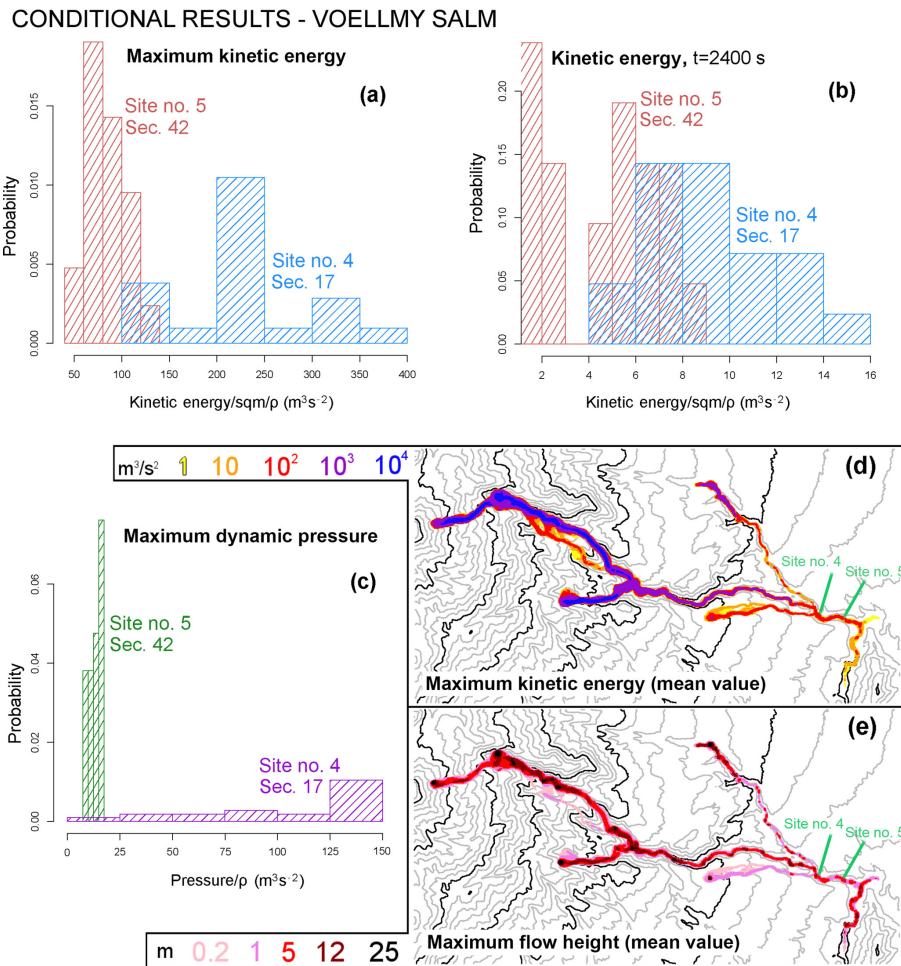 CONDITIONAL RESULTS - VOELLMY SALM
Maximum kinetic energy
(a)
Site no. 5
Sec. 42
Site no. 4
Sec. 17
Probability
0.000
0.005
0.010
0.015
50
100
150
200
250
300
350
400
Kinetic energy/sqm/ρ (m³s⁻²)
Kinetic energy, t=2400 s
(b)
Site no. 5
Sec. 42
Site no. 4
Sec. 17
Probability
0.00
0.05
0.10
0.15
0.20
2
4
6
8
10
12
14
16
Kinetic energy/sqm/ρ (m³s⁻²)
m³/s² 1 10 10² 10³ 10⁴
Maximum dynamic pressure
(c)
Site no. 5
Sec. 42
Site no. 4
Sec. 17
Probability
0.00
0.02
0.04
0.06
0
25
50
75
100
125
150
Pressure/ρ (m³s⁻²)
(d)
Site no. 4
Site no. 5
Maximum kinetic energy (mean value)
(e)
Site no. 4
Site no. 5
Maximum flow height (mean value)
m 0.2 1 5 12 25